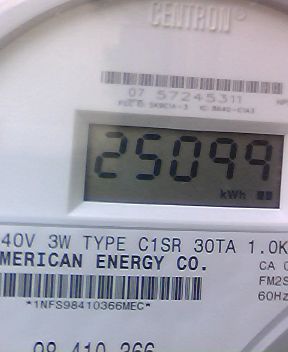 CENTRON®
07 57245311
25099
kWh
40V 3W TYPE C1SR 30TA 1.0K
MERICAN ENERGY CO.
CA 0
FM2S
60Hz
*1NFS98410366MEC*
98 410 366